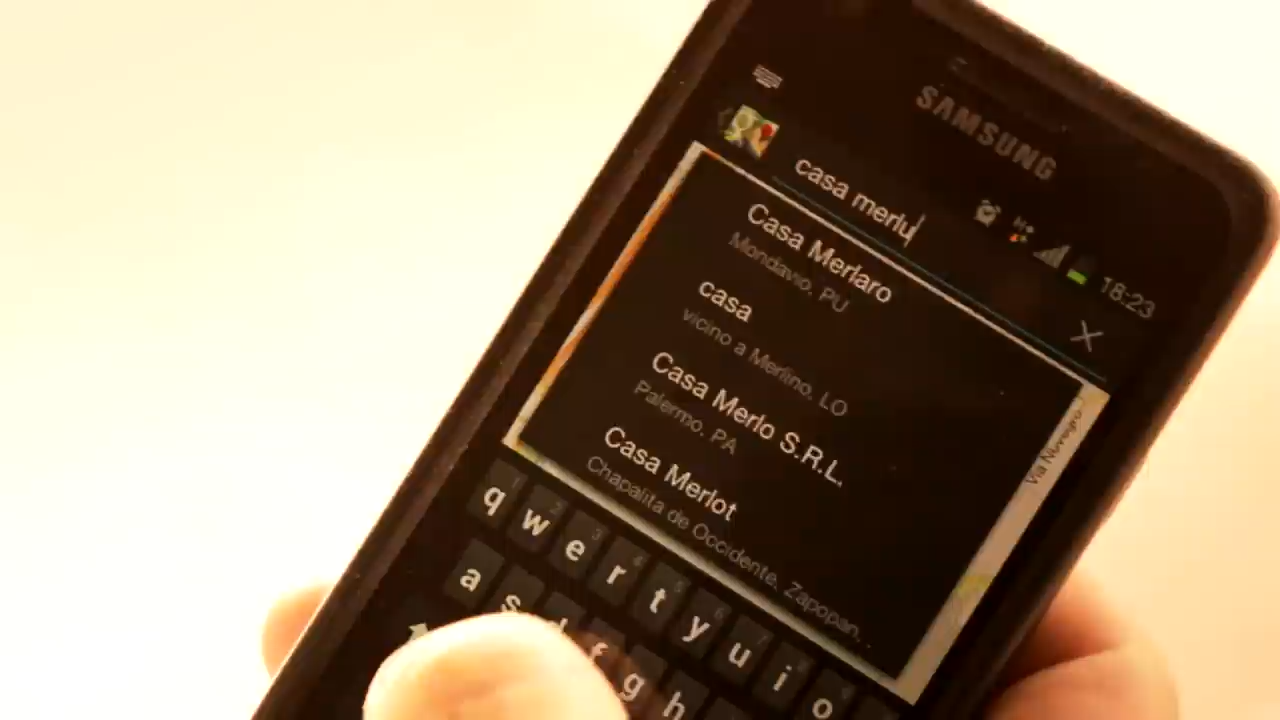 SAMSUNG
18:23
casa merlu
Casa Merlaro
Mondavio, PU
casa
vicino a Merlino, LO
Casa Merlo S.R.L.
Palermo, PA
Casa Merlot
Chapalita de Occidente, Zapopan,..
Via Nuvegro
q w e r t y u i o
a s d f g h